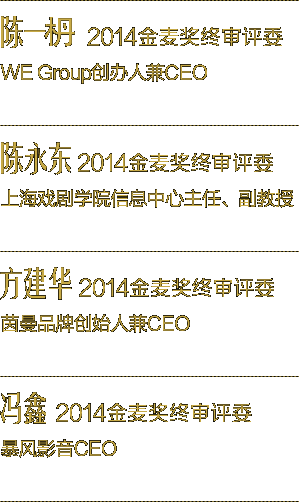 陈一枬 2014金麦奖终审评委
WE Group创办人兼CEO
陈永东 2014金麦奖终审评委
上海戏剧学院信息中心主任、副教授
方建华 2014金麦奖终审评委
茵曼品牌创始人兼CEO
冯鑫 2014金麦奖终审评委
暴风影音CEO